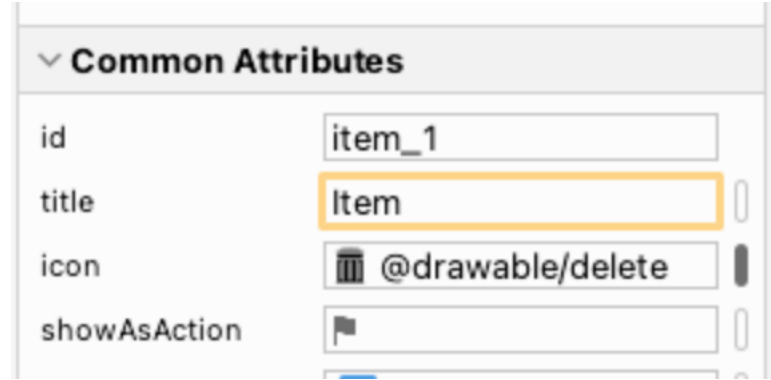 Common Attributes
id item_1
title Item
icon @drawable/delete
showAsAction